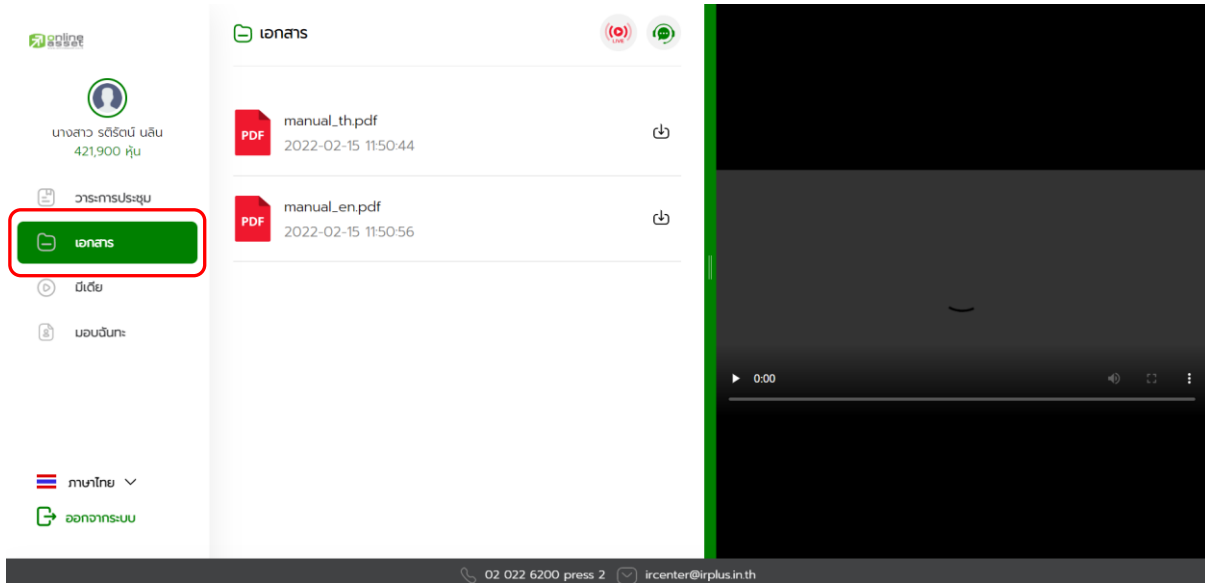 online
asset
นางสาว รติรัตน์ นลิน
421,900 หุ้น
วาระการประชุม
เอกสาร
มีเดีย
มอบฉันทะ
ภาษาไทย
ออกจากระบบ
เอกสาร
LIVE
PDF
manual_th.pdf
2022-02-15 11:50:44
PDF
manual_en.pdf
2022-02-15 11:50:56
0:00
02 022 6200 press 2
ircenter@irplus.in.th